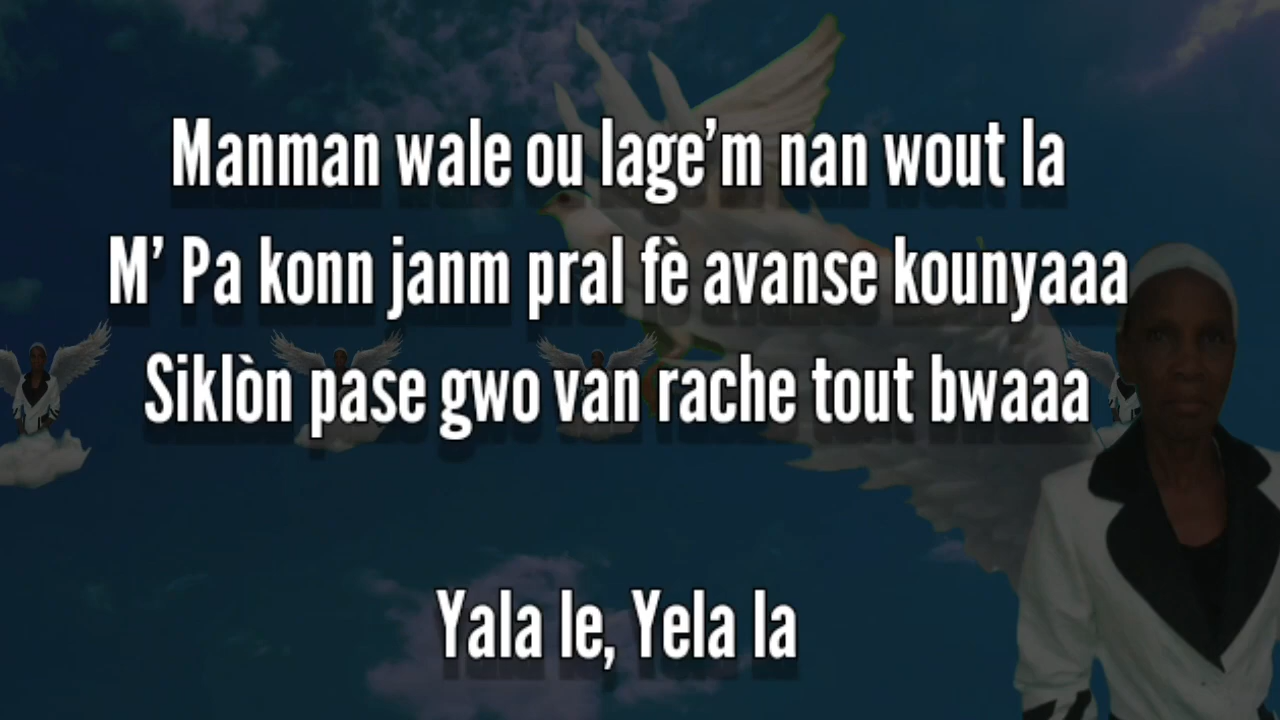 Manman wale ou lage’m nan wout la
M’ Pa konn janm pral fè avanse kounyaaa
Siklòn pase gwo van rache tout bwaaa
Yala le, Yela la